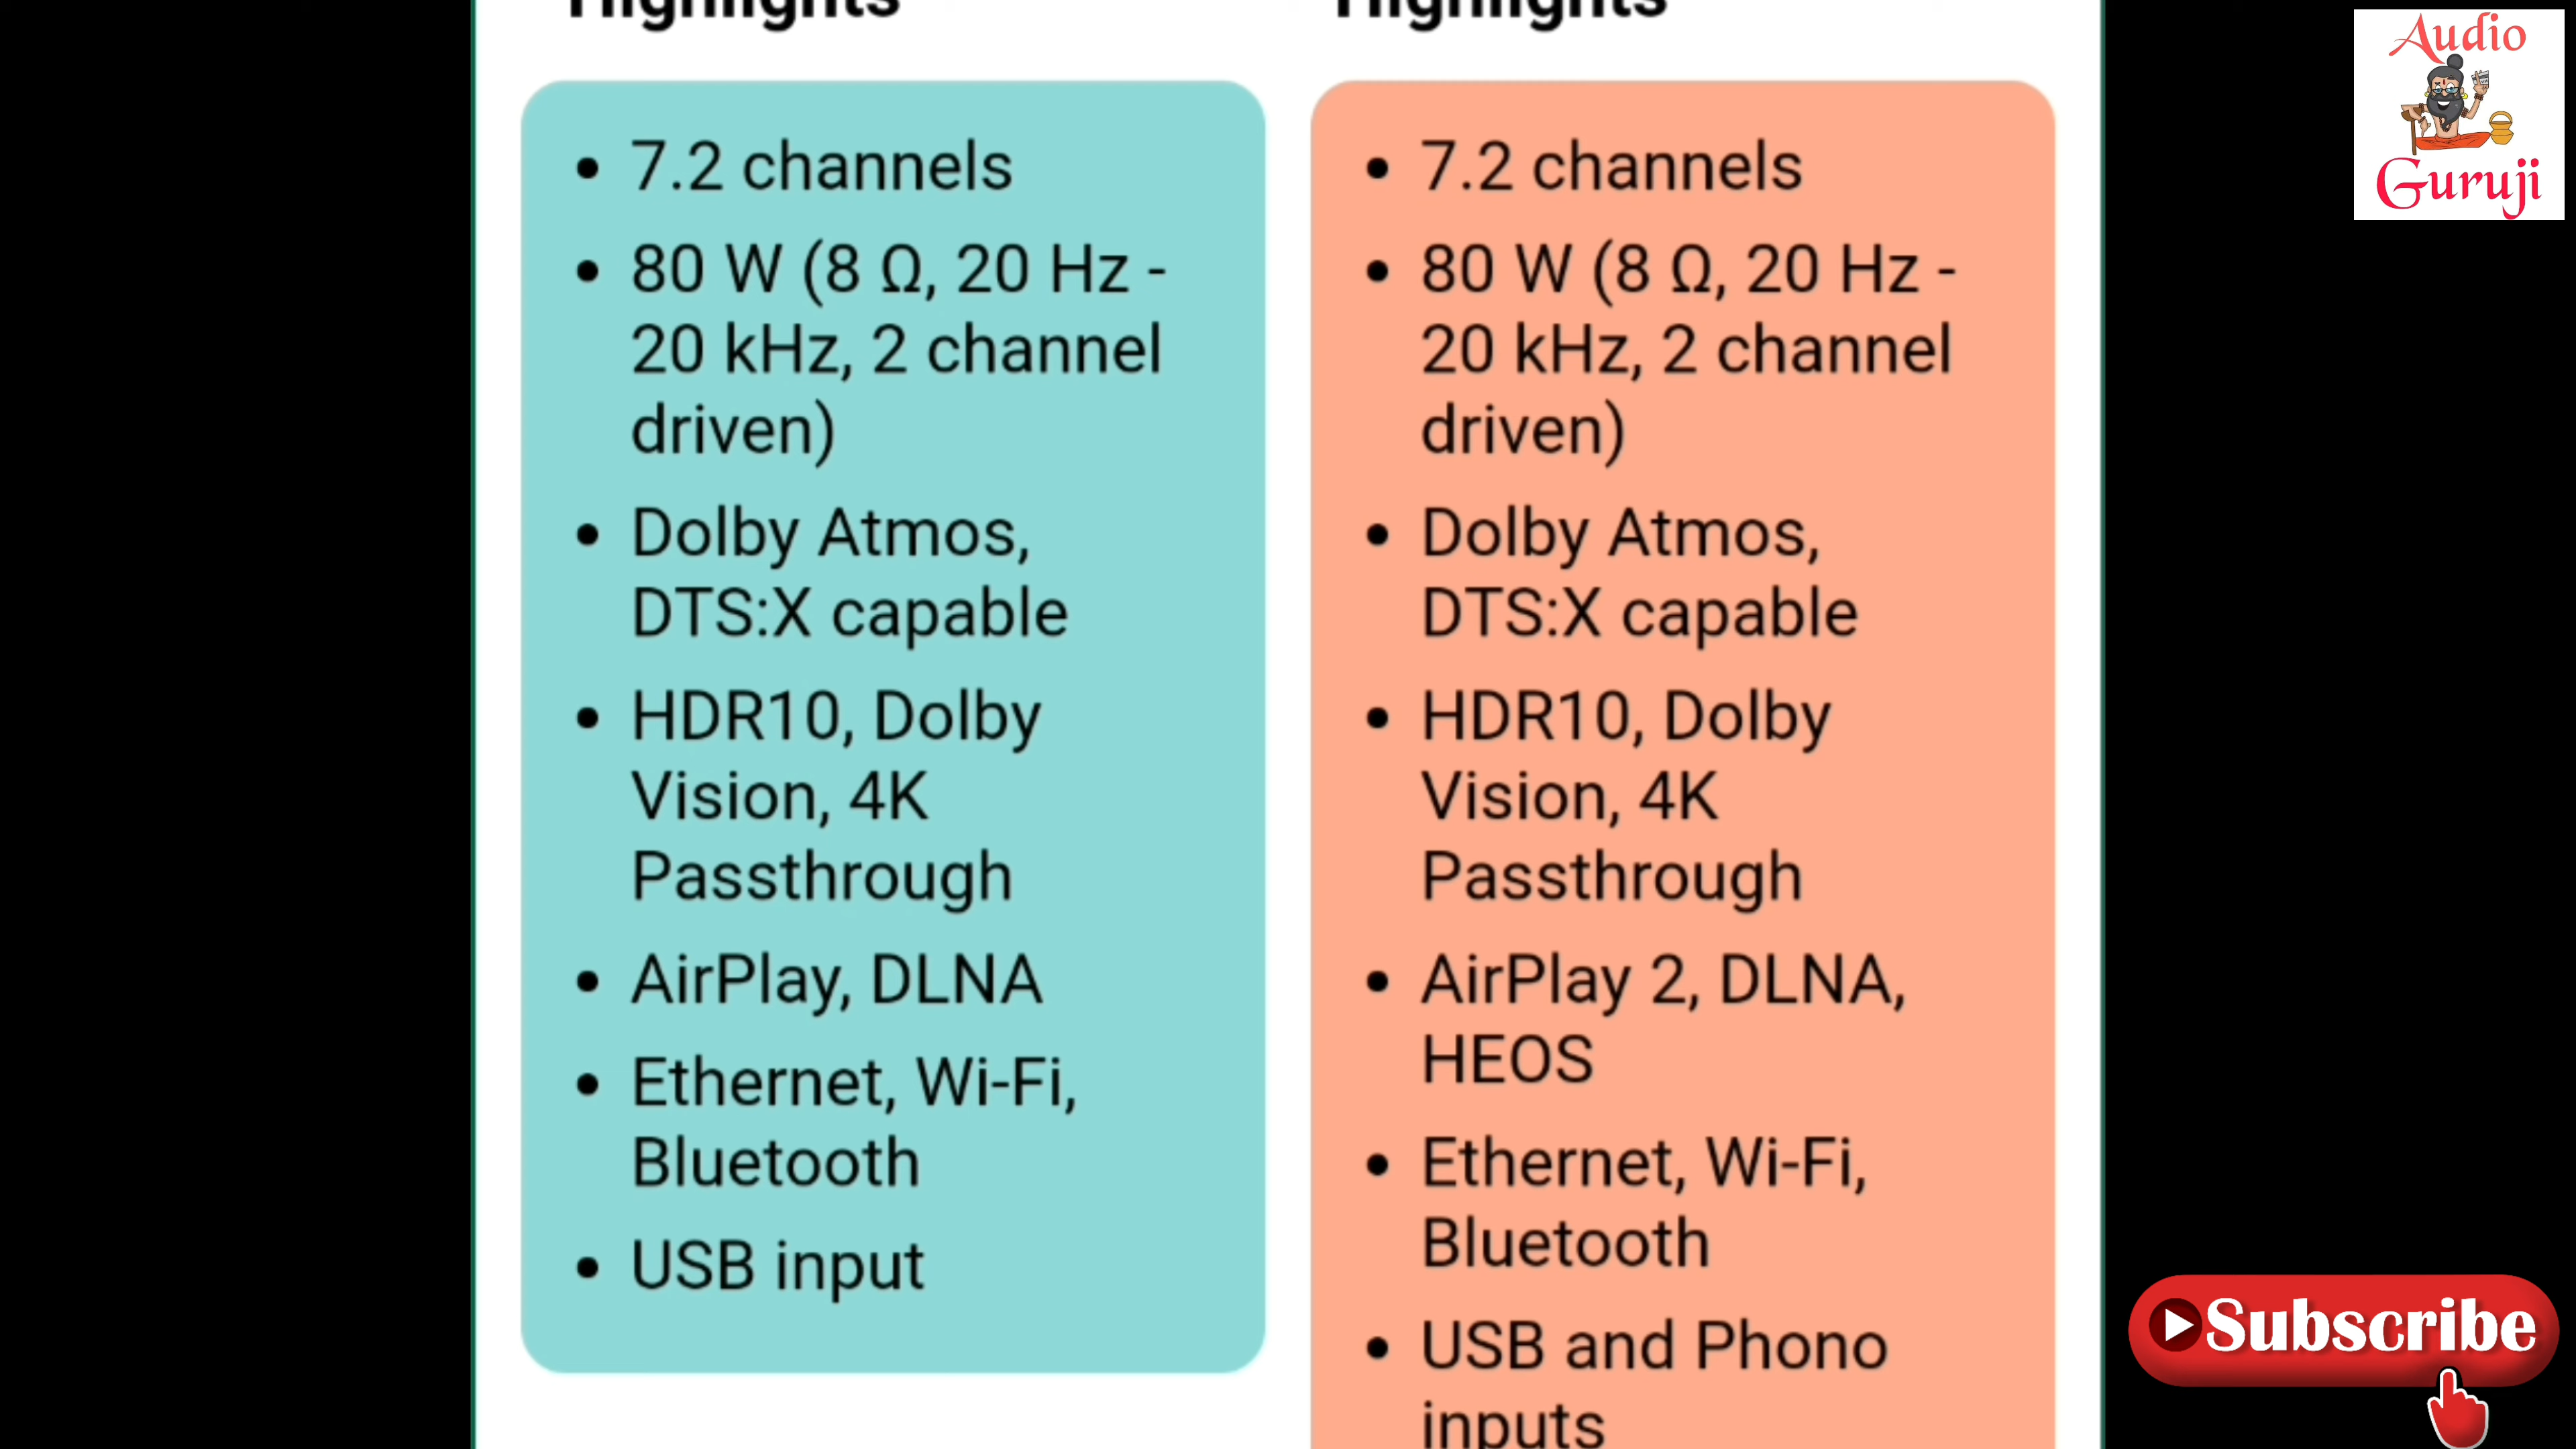 Highlights
7.2 channels
80 W (8 Ω, 20 Hz -
20 kHz, 2 channel
driven)
Dolby Atmos,
DTS:X capable
HDR10, Dolby
Vision, 4K
Passthrough
AirPlay, DLNA
Ethernet, Wi-Fi,
Bluetooth
USB input
Highlights
7.2 channels
80 W (8 Ω, 20 Hz -
20 kHz, 2 channel
driven)
Dolby Atmos,
DTS:X capable
HDR10, Dolby
Vision, 4K
Passthrough
AirPlay 2, DLNA,
HEOS
Ethernet, Wi-Fi,
Bluetooth
USB and Phono
inputs
Audio
Guruji
Subscribe